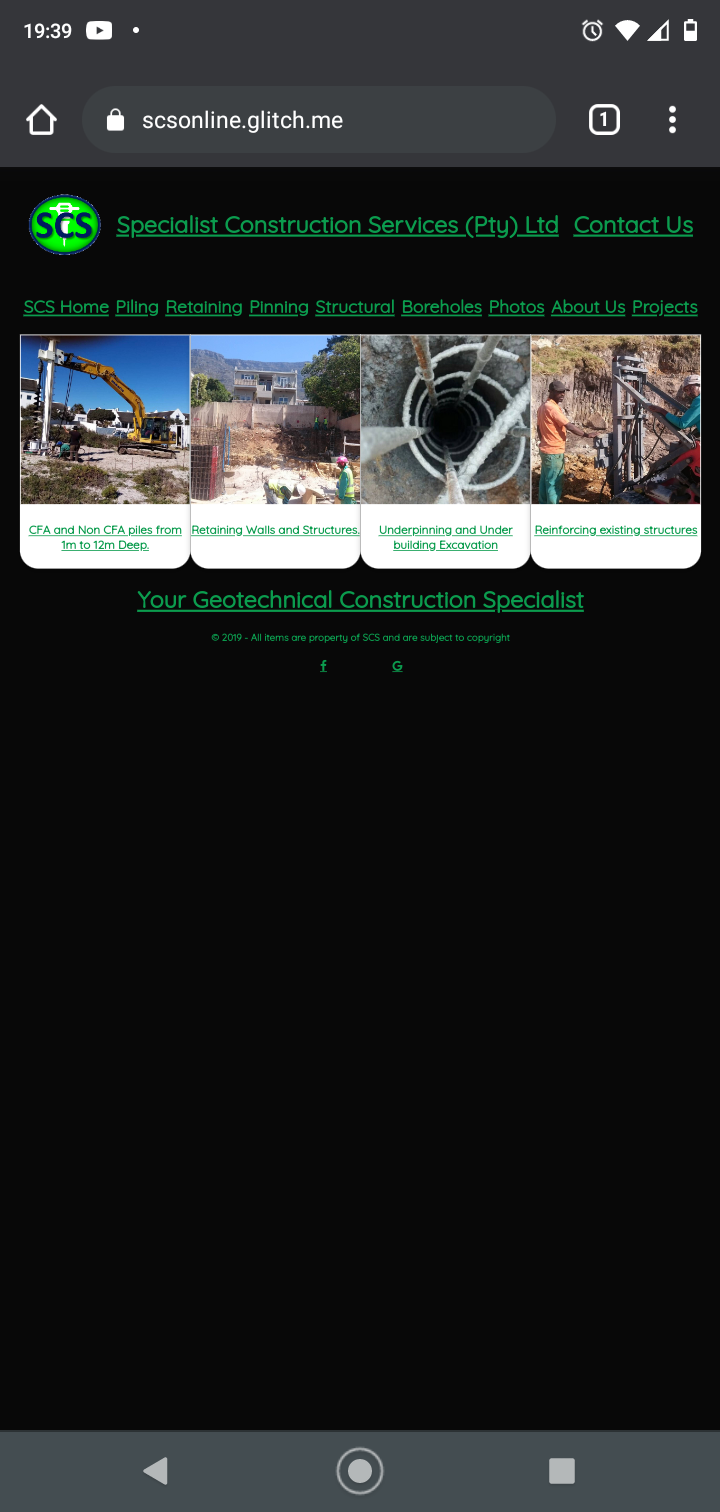 19:39
scsonline.glitch.me
1
SCS
Specialist Construction Services (Pty) Ltd Contact Us
SCS Home Piling Retaining Pinning Structural Boreholes Photos About Us Projects
CFA and Non CFA piles from
1m to 12m Deep.
Retaining Walls and Structures.
Underpinning and Under
building Excavation
Reinforcing existing structures
Your Geotechnical Construction Specialist
© 2019 - All items are property of SCS and are subject to copyright
f G